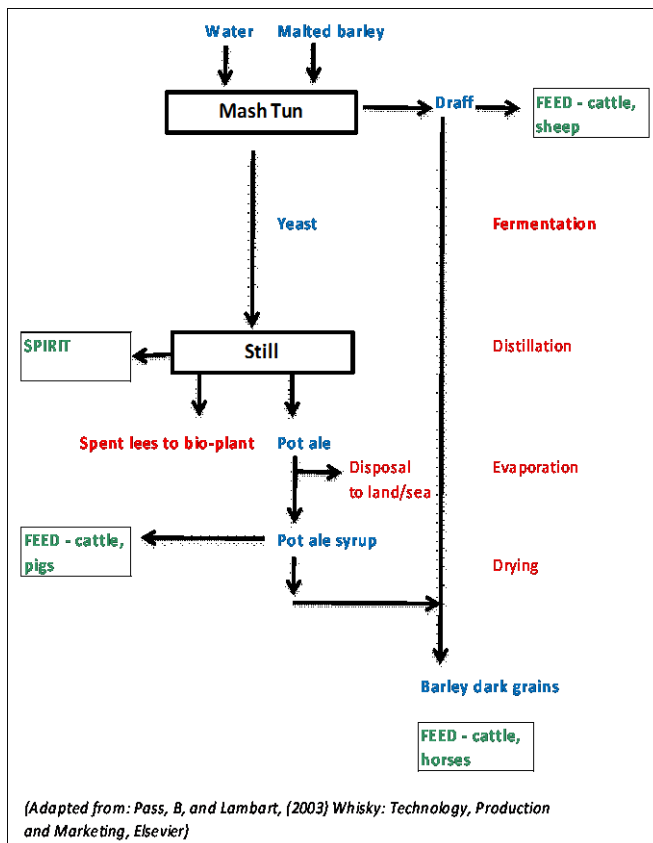 Water Malted barley
Mash Tun
Draff
FEED - cattle,
sheep
Yeast
Fermentation
SPIRIT
Still
Distillation
Spent lees to bio-plant
Pot ale
Disposal
to land/sea
Evaporation
FEED - cattle,
pigs
Pot ale syrup
Drying
Barley dark grains
FEED - cattle,
horses
(Adapted from: Pass, B, and Lambart, (2003) Whisky: Technology, Production
and Marketing, Elsevier)